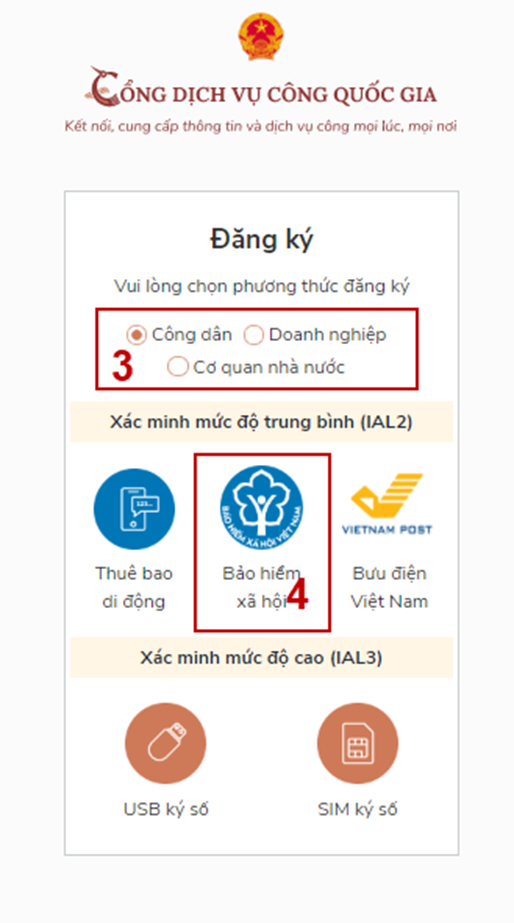 CỔNG DỊCH VỤ CÔNG QUỐC GIA
Kết nối, cung cấp thông tin và dịch vụ công mọi lúc, mọi nơi
Đăng ký
Vui lòng chọn phương thức đăng ký
Công dân Doanh nghiệp
3 Cơ quan nhà nước
Xác minh mức độ trung bình (IAL2)
123...
BẢO HIỂM XÃ HỘI VIỆT NAM
VIETNAM POST
Thuê bao
di động
Bảo hiểm
xã hội
4
Bưu điện
Việt Nam
Xác minh mức độ cao (IAL3)
USB ký số
SIM ký số